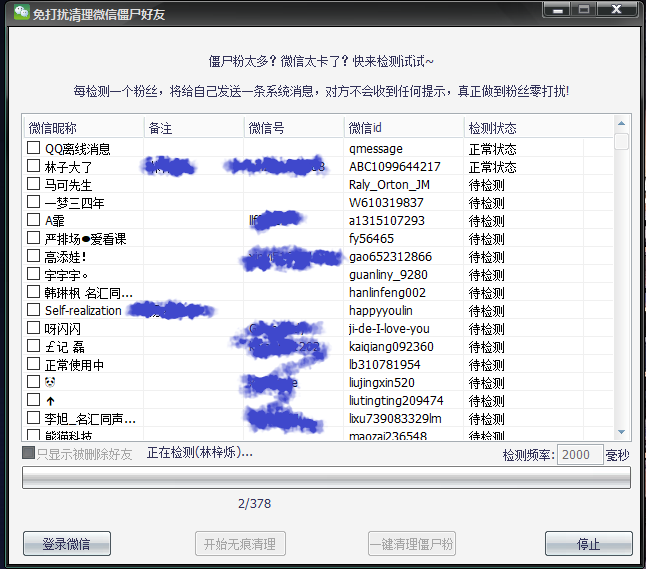 免打扰清理微信僵尸好友
僵尸粉太多？微信太卡了？快来检测试试~
每检测一个粉丝，将给自己发送一条系统消息，对方不会收到任何提示，真正做到粉丝零打扰!
微信昵称 备注 微信号 微信id 检测状态
QQ离线消息 qmessage 正常状态
林子大了 ABC1099644217 正常状态
马可先生 Raly_Orton_JM 待检测
一梦三四年 W610319837 待检测
A霏 a1315107293 待检测
严排场●爱看课 fy56465 待检测
高添娃！ gao652312866 待检测
宇宇宇。 guanliny_9280 待检测
韩琳枫 名汇同... hanlinfeng002 待检测
Self-realization happyyoulin 待检测
呀闪闪 ji-de-I-love-you 待检测
￡记 磊 kaiqiang092360 待检测
正常使用中 lb310781954 待检测
🐼 liujingxin520 待检测
↑ liutingting209474 待检测
李旭_名汇同声... lixu739083329lm 待检测
熊猫科技 maozai236548 待检测
只显示被删除好友 正在检测(林梓烁)... 检测频率: 2000 毫秒
2/378
登录微信 开始无痕清理 一键清理僵尸粉 停止